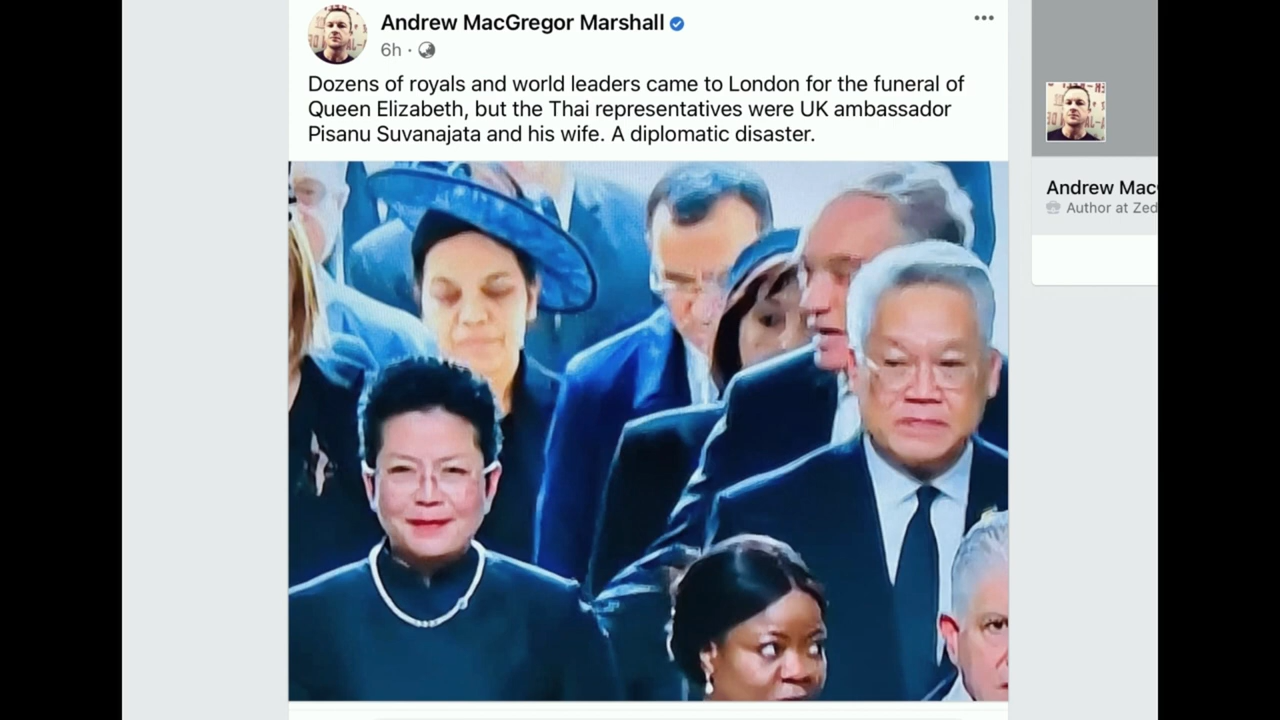 Andrew MacGregor Marshall
6h ·
Dozens of royals and world leaders came to London for the funeral of
Queen Elizabeth, but the Thai representatives were UK ambassador
Pisanu Suvanajata and his wife. A diplomatic disaster.
Andrew Mac
Author at Zed